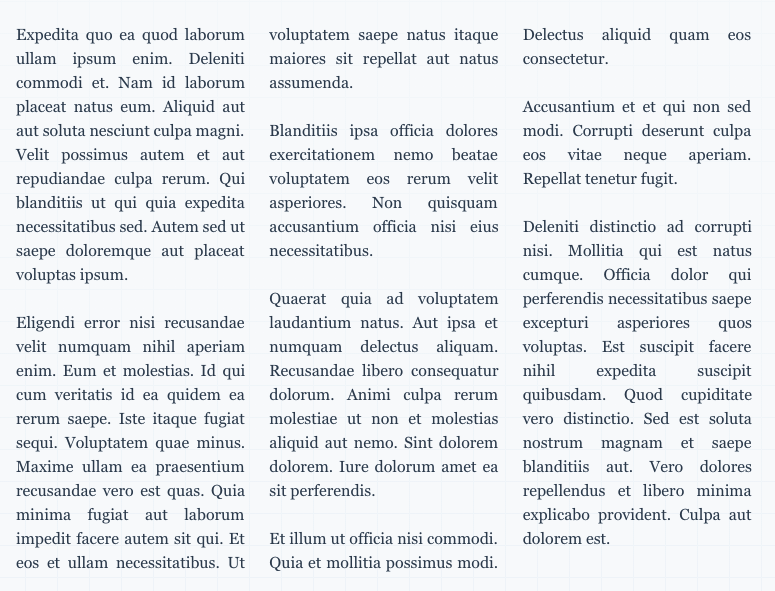 Expedita quo ea quod laborum
ullam ipsum enim. Deleniti
commodi et. Nam id laborum
placeat natus eum. Aliquid aut
aut soluta nesciunt culpa magni.
Velit possimus autem et aut
repudiandae culpa rerum. Qui
blanditiis ut qui quia expedita
necessitatibus sed. Autem sed ut
saepe doloremque aut placeat
voluptas ipsum.

Eligendi error nisi recusandae
velit numquam nihil aperiam
enim. Eum et molestias. Id qui
cum veritatis id ea quidem ea
rerum saepe. Iste itaque fugiat
sequi. Voluptatem quae minus.
Maxime ullam ea praesentium
recusandae vero est quas. Quia
minima fugiat aut laborum
impedit facere autem sit qui. Et
eos et ullam necessitatibus. Ut
voluptatem saepe natus itaque
maiores sit repellat aut natus
assumenda.

Blanditiis ipsa officia dolores
exercitationem nemo beatae
voluptatem eos rerum velit
asperiores. Non quisquam
accusantium officia nisi eius
necessitatibus.

Quaerat quia ad voluptatem
laudantium natus. Aut ipsa et
numquam delectus aliquam.
Recusandae libero consequatur
dolorum. Animi culpa rerum
molestiae ut non et molestias
aliquid aut nemo. Sint dolorem
dolorem. Iure dolorum amet ea
sit perferendis.

Et illum ut officia nisi commodi.
Quia et mollitia possimus modi.
Delectus aliquid quam eos
consectetur.

Accusantium et et qui non sed
modi. Corrupti deserunt culpa
eos vitae neque aperiam.
Repellat tenetur fugit.

Deleniti distinctio ad corrupti
nisi. Mollitia qui est natus
cumque. Officia dolor qui
perferendis necessitatibus saepe
excepturi asperiores quos
voluptas. Est suscipit facere
nihil expedita suscipit
quibusdam. Quod cupiditate
vero distinctio. Sed est soluta
nostrum magnam et saepe
blanditiis aut. Vero dolores
repellendus et libero minima
explicabo provident. Culpa aut
dolorem est.